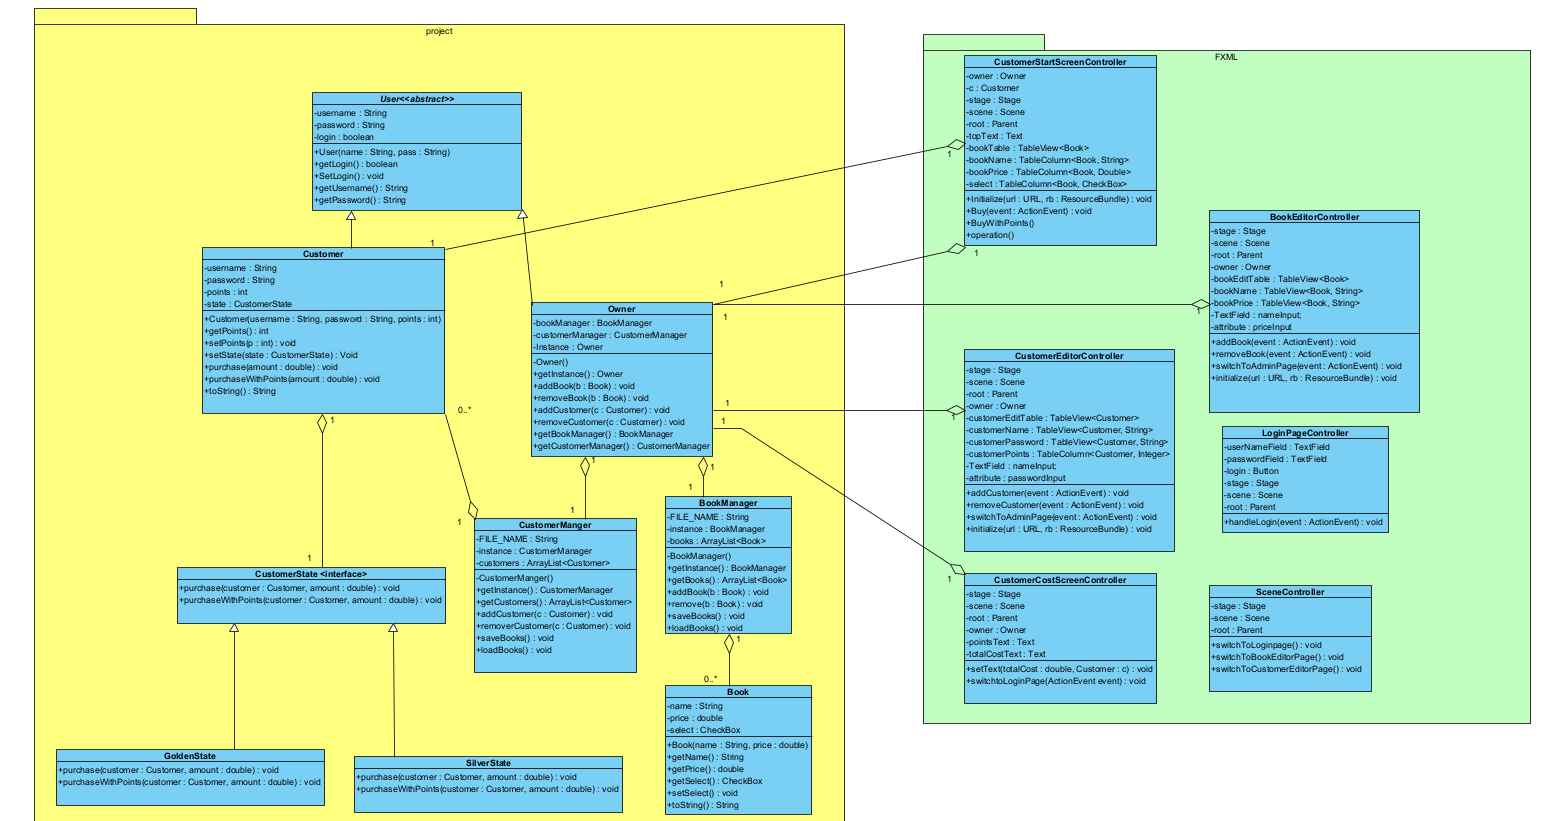 project
User<<abstract>>
-username : String
-password : String
-login : boolean
+User(name : String, pass : String)
+getLogin() : boolean
+SetLogin() : void
+getUsername() : String
+getPassword() : String
1
Customer
-username : String
-password : String
-points : int
-state : CustomerState
+Customer(username : String, password : String, points : int)
+getPoints() : int
+setPoints(p : int) : void
+setState(state : CustomerState) : Void
+purchase(amount : double) : void
+purchaseWithPoints(amount : double) : void
+toString() : String
1
0..*
1
1
Owner
-bookManager : BookManager
-customerManager : CustomerManager
-Instance : Owner
-Owner()
+getInstance() : Owner
+addBook(b : Book) : void
+removeBook(b : Book) : void
+addCustomer(c : Customer) : void
+removeCustomer(c : Customer) : void
+getBookManager() : BookManager
+getCustomerManager() : CustomerManager
1
1
1
1
1
1
1
1
CustomerManger
-FILE_NAME : String
-instance : CustomerManager
-customers : ArrayList<Customer>
-CustomerManger()
+getInstance() : CustomerManager
+getCustomers() : ArrayList<Customer>
+addCustomer(c : Customer) : void
+removerCustomer(c : Customer) : void
+saveBooks() : void
+loadBooks() : void
BookManager
-FILE_NAME : String
-instance : BookManager
-books : ArrayList<Book>
-BookManager()
+getInstance() : BookManager
+getBooks() : ArrayList<Book>
+addBook(b : Book) : void
+remove(b : Book) : void
+saveBooks() : void
+loadBooks() : void
1
0..*
Book
-name : String
-price : double
-select : CheckBox
+Book(name : String, price : double)
+getName() : String
+getPrice() : double
+getSelect() : CheckBox
+setSelect() : void
+toString() : String
CustomerState <interface>
+purchase(customer : Customer, amount : double) : void
+purchaseWithPoints(customer : Customer, amount : double) : void
GoldenState
+purchase(customer : Customer, amount : double) : void
+purchaseWithPoints(customer : Customer, amount : double) : void
SilverState
+purchase(customer : Customer, amount : double) : void
+purchaseWithPoints(customer : Customer, amount : double) : void
FXML
CustomerStartScreenController
-owner : Owner
-c : Customer
-stage : Stage
-scene : Scene
-root : Parent
-topText : Text
-bookTable : TableView<Book>
-bookName : TableColumn<Book, String>
-bookPrice : TableColumn<Book, Double>
-select : TableColumn<Book, CheckBox>
+Initialize(url : URL, rb : ResourceBundle) : void
+Buy(event : ActionEvent) : void
+BuyWithPoints()
+operation()
1
1
BookEditorController
-stage : Stage
-scene : Scene
-root : Parent
-owner : Owner
-bookEditTable : TableView<Book>
-bookName : TableView<Book, String>
-bookPrice : TableView<Book, String>
-TextField : nameInput;
-attribute : priceInput
+addBook(event : ActionEvent) : void
+removeBook(event : ActionEvent) : void
+switchToAdminPage(event : ActionEvent) : void
+initialize(url : URL, rb : ResourceBundle) : void
1
CustomerEditorController
-stage : Stage
-scene : Scene
-root : Parent
-owner : Owner
-customerEditTable : TableView<Customer>
-customerName : TableView<Customer, String>
-customerPassword : TableView<Customer, String>
-customerPoints : TableColumn<Customer, Integer>
-TextField : nameInput;
-attribute : passwordInput
+addCustomer(event : ActionEvent) : void
+removeCustomer(event : ActionEvent) : void
+switchToAdminPage(event : ActionEvent) : void
+initialize(url : URL, rb : ResourceBundle) : void
1
LoginPageController
-userNameField : TextField
-passwordField : TextField
-login : Button
-stage : Stage
-scene : Scene
-root : Parent
+handleLogin(event : ActionEvent) : void
CustomerCostScreenController
-stage : Stage
-scene : Scene
-root : Parent
-owner : Owner
-pointsText : Text
-totalCostText : Text
+setText(totalCost : double, Customer : c) : void
+switchtoLoginPage(ActionEvent event) : void
1
SceneController
-stage : Stage
-scene : Scene
-root : Parent
+switchToLoginpage() : void
+switchToBookEditorPage() : void
+switchToCustomerEditorPage() : void